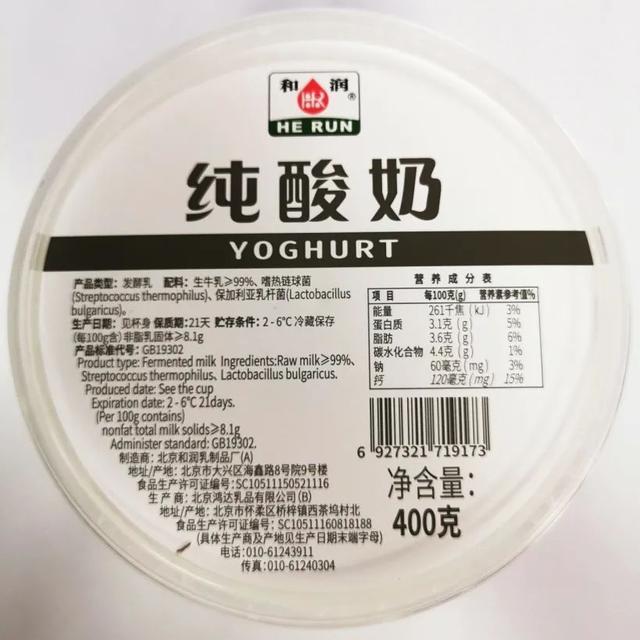 和润®
HE RUN
纯酸奶
YOGHURT
产品类型：发酵乳 配料：生牛乳≥99%、嗜热链球菌
(Streptococcus thermophilus)、保加利亚乳杆菌(Lactobacillus
bulgaricus)。
生产日期：见杯身 保质期:21天 贮存条件：2-6℃冷藏保存
(每100g含)非脂乳固体≥8.1g
产品标准代号：GB19302
Product type: Fermented milk Ingredients:Raw milk≥99%、
Streptococcus thermophilus、Lactobacillus bulgaricus.
Produced date: See the cup
Expiration date: 2-6℃ 21days.
(Per 100g contains)
nonfat total milk solids≥8.1g
Administer standard: GB19302.
制造商：北京和润乳制品厂(A)
地址/产地：北京市大兴区海鑫路8号院9号楼
食品生产许可证编号：SC10511150521116
生产商：北京鸿达乳品有限公司(B)
地址/产地：北京市怀柔区桥梓镇西茶坞村北
食品生产许可证编号：SC10511160818188
(具体生产商及产地见生产日期末端字母)
电话:010-61243911
传真:010-61240304
营养成分表
项目 每100克(g) 营养素参考值%
能量 261千焦(kJ) 3%
蛋白质 3.1克(g) 5%
脂肪 3.6克(g) 6%
碳水化合物 4.4克(g) 1%
钠 60毫克(mg) 3%
钙 120毫克(mg) 15%
6 927321 719173
净含量：
400克